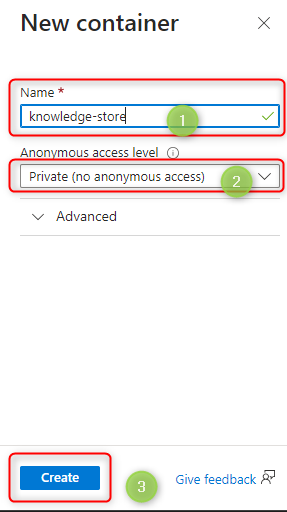 New container
Name *
knowledge-store
1
Anonymous access level
Private (no anonymous access)
2
Advanced
Create
3
Give feedback